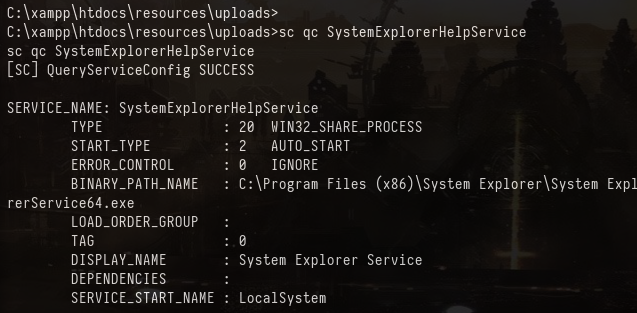 C:\xampp\htdocs\resources\uploads>
C:\xampp\htdocs\resources\uploads>sc qc SystemExplorerHelpService
sc qc SystemExplorerHelpService
[SC] QueryServiceConfig SUCCESS
SERVICE_NAME: SystemExplorerHelpService
        TYPE               : 20  WIN32_SHARE_PROCESS
        START_TYPE         : 2   AUTO_START
        ERROR_CONTROL      : 0   IGNORE
        BINARY_PATH_NAME   : C:\Program Files (x86)\System Explorer\System Expl
rerService64.exe
        LOAD_ORDER_GROUP   :
        TAG                : 0
        DISPLAY_NAME       : System Explorer Service
        DEPENDENCIES       :
        SERVICE_START_NAME : LocalSystem